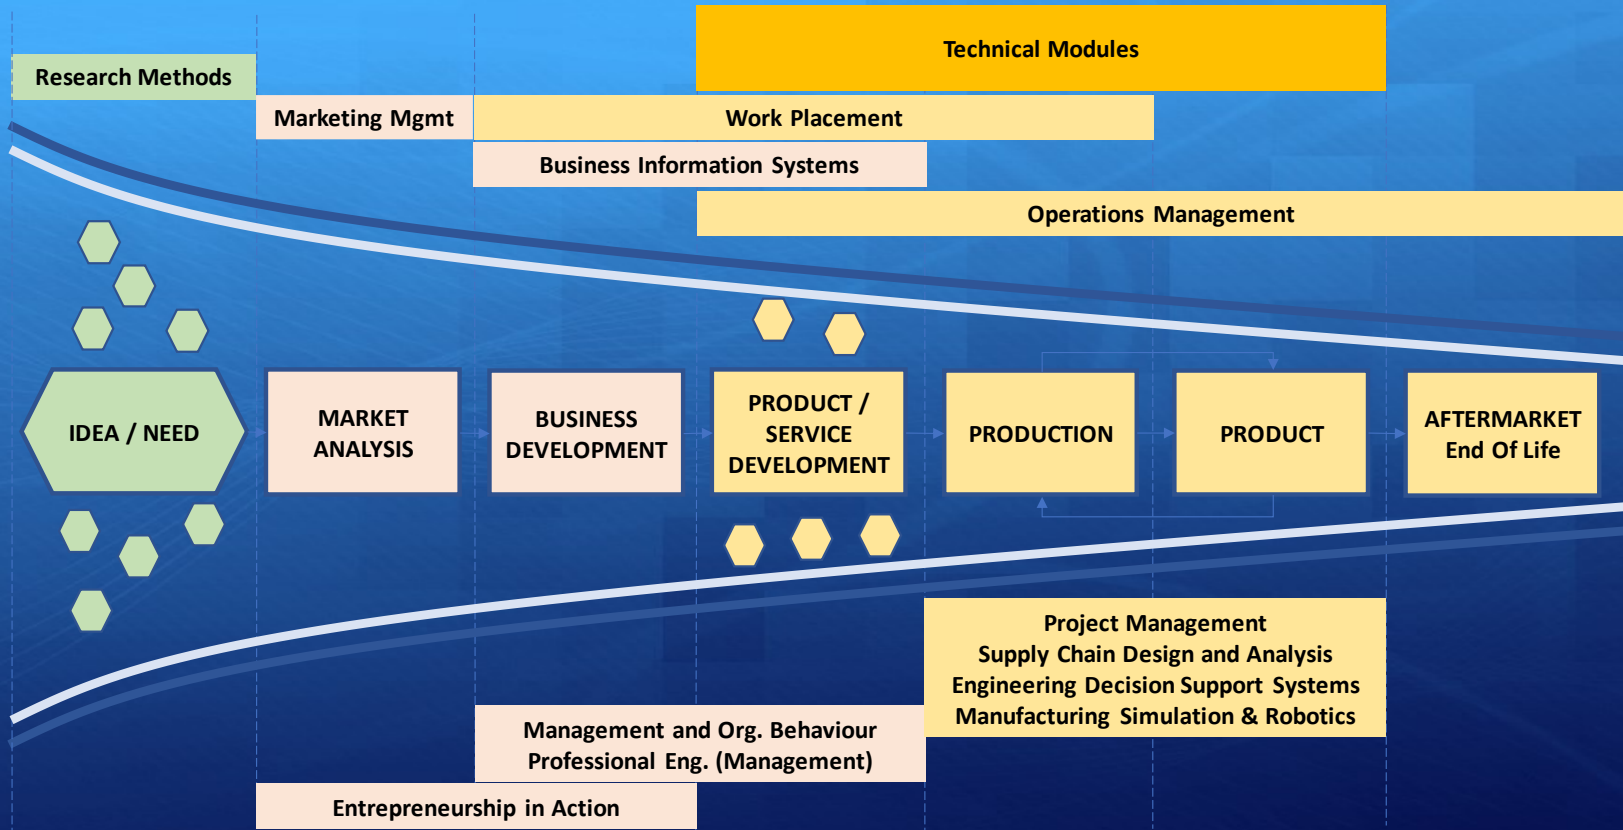 Technical Modules
Research Methods
Marketing Mgmt
Work Placement
Business Information Systems
Operations Management
IDEA / NEED
MARKET
ANALYSIS
BUSINESS
DEVELOPMENT
PRODUCT /
SERVICE
DEVELOPMENT
PRODUCTION
PRODUCT
AFTERMARKET
End Of Life
Project Management
Supply Chain Design and Analysis
Engineering Decision Support Systems
Manufacturing Simulation & Robotics
Management and Org. Behaviour
Professional Eng. (Management)
Entrepreneurship in Action